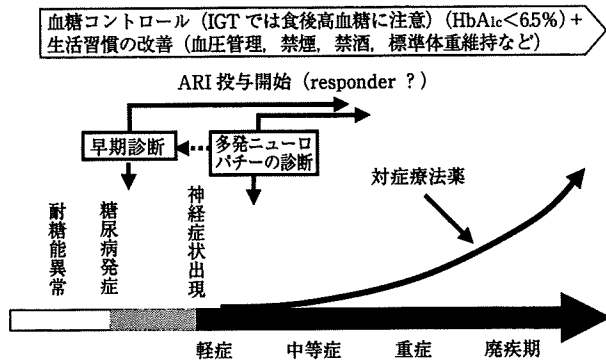 血糖コントロール（IGTでは食後高血糖に注意）（HbA1c＜6.5%）+
生活習慣の改善（血圧管理，禁煙，禁酒，標準体重維持など）
ARI 投与開始（responder ？）
早期診断
多発ニューロ
パチーの診断
対症療法薬
耐糖能異常
糖尿病発症
神経症状出現
軽症
中等症
重症
廃疾期